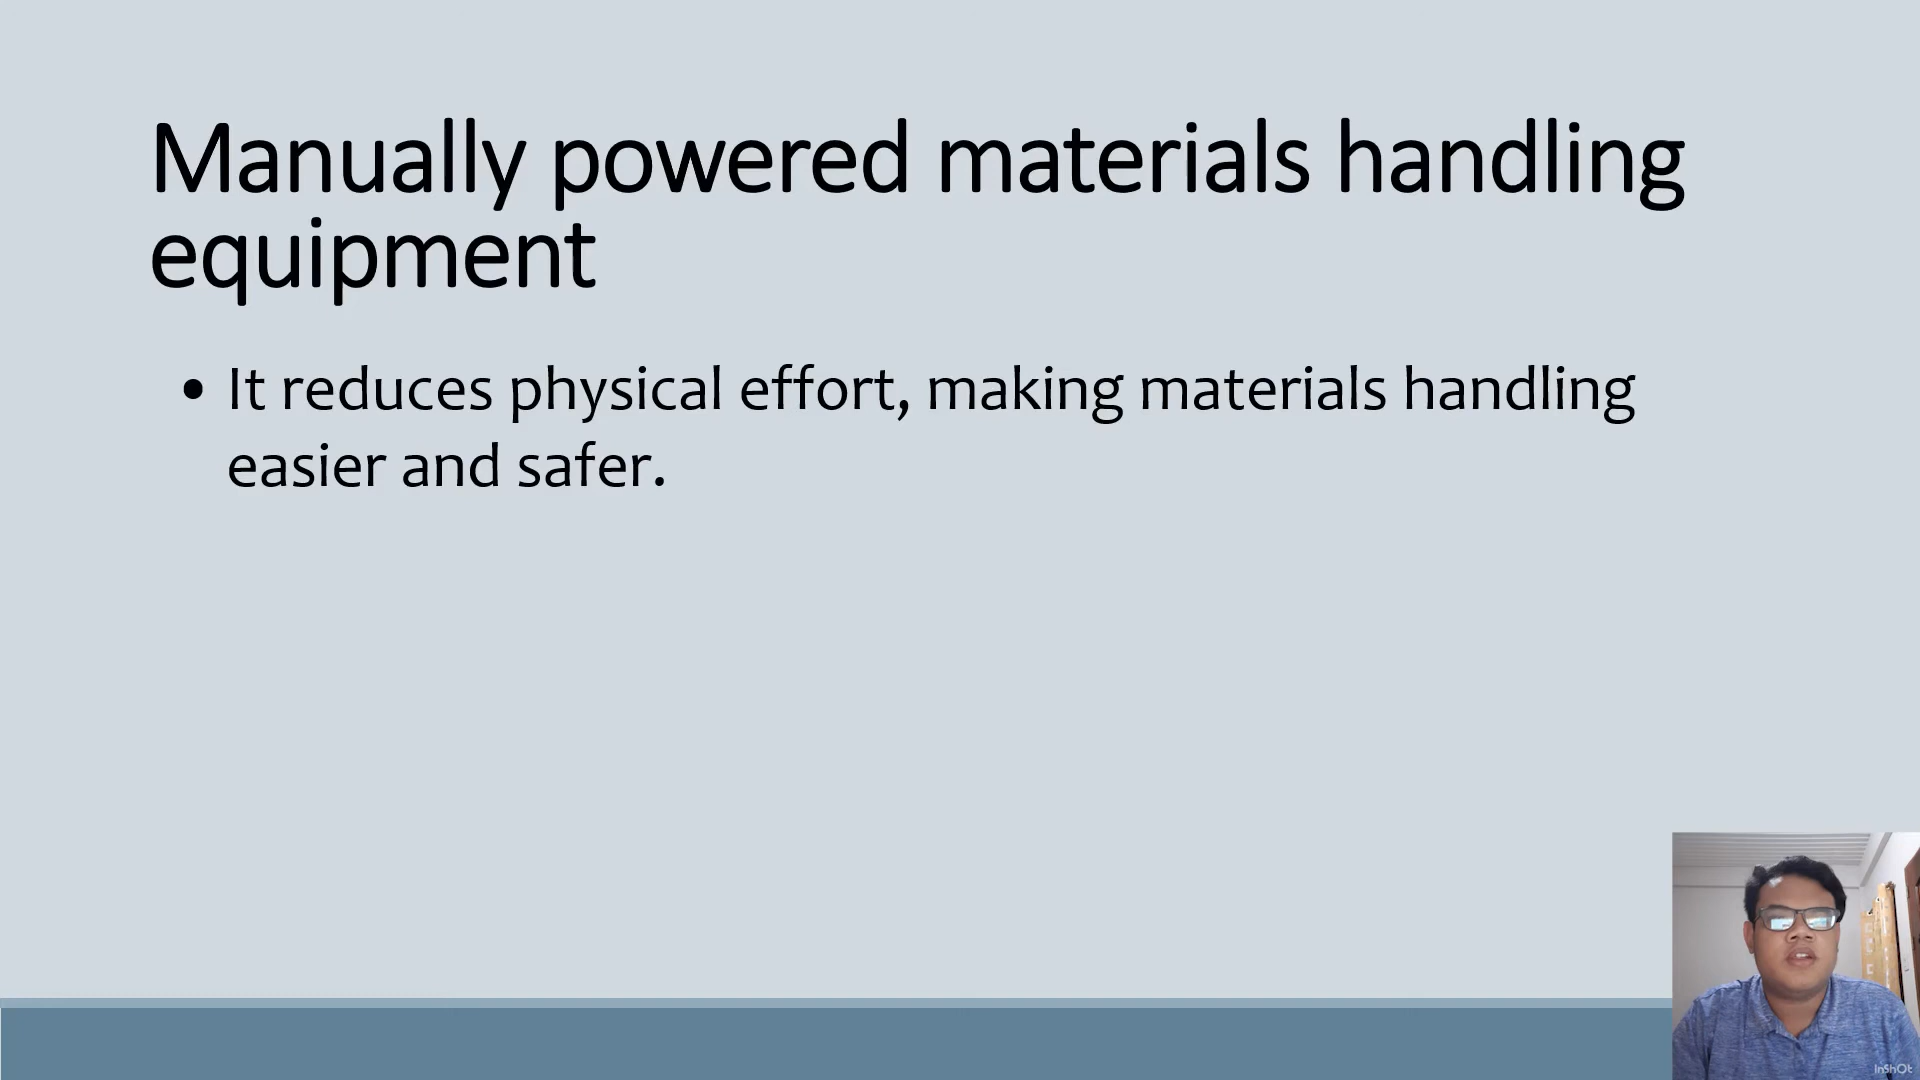 Manually powered materials handling
equipment
• It reduces physical effort, making materials handling
easier and safer.
InShOt